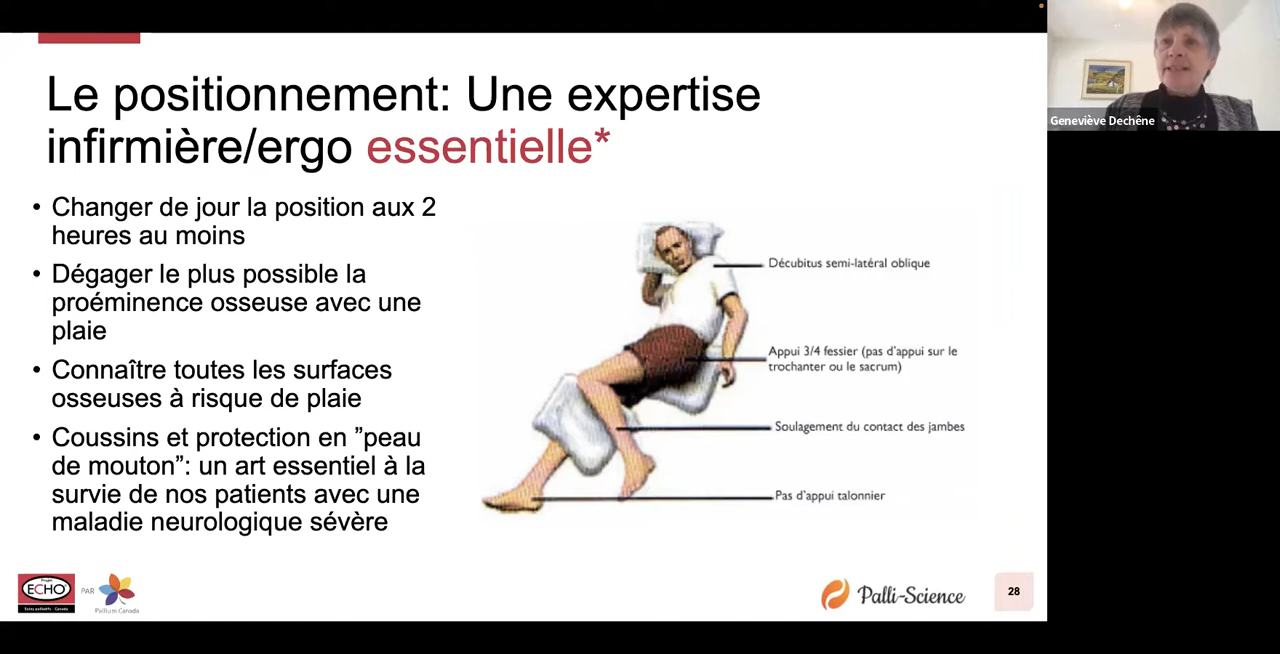 Le positionnement: Une expertise
infirmière/ergo essentielle*
• Changer de jour la position aux 2
heures au moins
• Dégager le plus possible la
proéminence osseuse avec une
plaie
• Connaître toutes les surfaces
osseuses à risque de plaie
• Coussins et protection en ”peau
de mouton”: un art essentiel à la
survie de nos patients avec une
maladie neurologique sévère
Décubitus semi-latéral oblique
Appui 3/4 fessier (pas d'appui sur le
trochanter ou le sacrum)
Soulagement du contact des jambes
Pas d'appui talonnier
Geneviève Dechêne
Projet
ECHO
Soins palliatifs Canada
PAR
Pallium Canada
Palli-Science
28